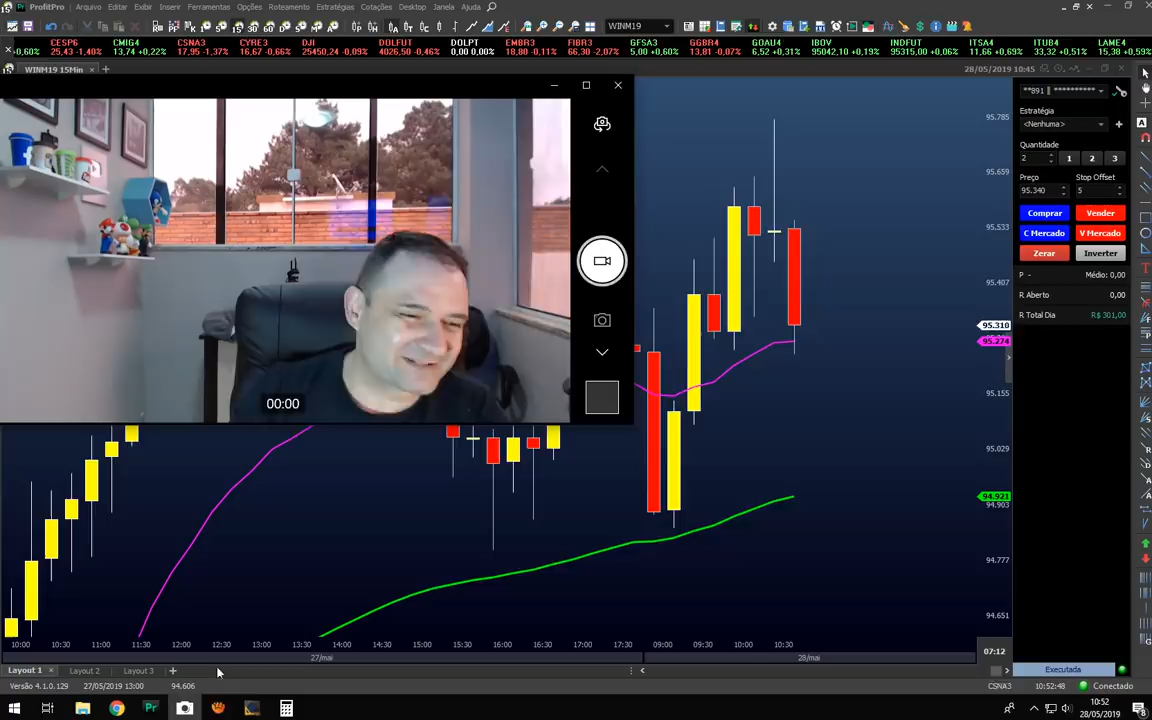 ProfitPro
Arquivo Editar Exibir Inserir Ferramentas Opções Roteamento Estratégias Cotações Desktop Janela Ajuda
WINM19
-0,60% CESP6 CMIG4 CSNA3 CYRE3 DJI DOLFUT DOLPT EMBR3 FIBR3 GFSA3 GGBR4 GOAU4 IBOV INDFUT ITSA4 ITUB4 LAME4
25,43 -1,40% 13,74 +0,22% 17,95 -1,37% 16,67 -0,66% 25450,24 -0,09% 4026,50 -0,46% 0,00 0,00% 18,80 -0,11% 66,30 -2,07% 5,00 +0,60% 13,81 -0,07% 6,52 +0,31% 95042,10 +0,19% 95315,00 +0,06% 11,66 +0,69% 33,32 +0,51% 15,38 +0,59%
WINM19 15Min
28/05/2019 10:45
95.785
95.659
95.533
95.407
95.310
95.274
95.155
95.029
94.921
94.903
94.777
94.651
**891 | **********
Estratégia
<Nenhuma>
Quantidade
2 1 2 3
Preço Stop Offset
95.340 5
Comprar Vender
C Mercado V Mercado
Zerar Inverter
P - Médio: 0,00
R Aberto 0,00
R Total Dia R$ 301,00
00:00
10:00 10:30 11:00 11:30 12:00 12:30 13:00 13:30 14:00 14:30 15:00 15:30 16:00 16:30 17:00 17:30 09:00 09:30 10:00 10:30
07:12
27/mai 28/mai
Layout 1 Layout 2 Layout 3
Executada
Versão 4.1.0.129 27/05/2019 13:00 94.606 CSNA3 10:52:48 Conectado
10:52
28/05/2019